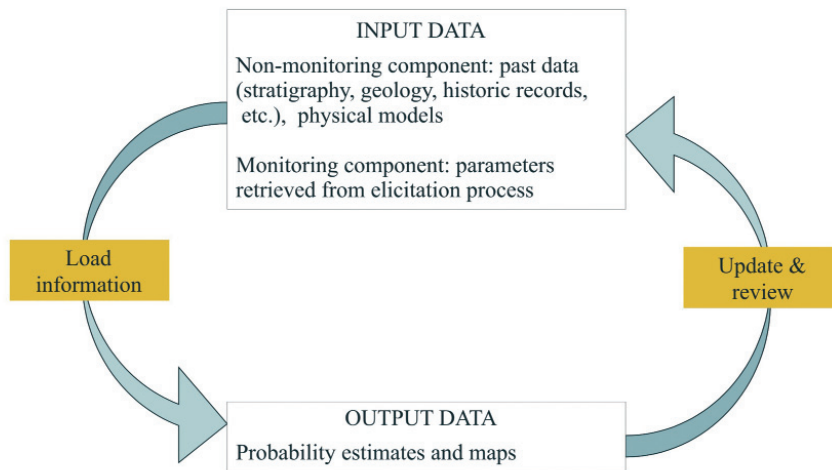 INPUT DATA
Non-monitoring component: past data
(stratigraphy, geology, historic records,
etc.), physical models
Monitoring component: parameters
retrieved from elicitation process
Load
information
Update &
review
OUTPUT DATA
Probability estimates and maps